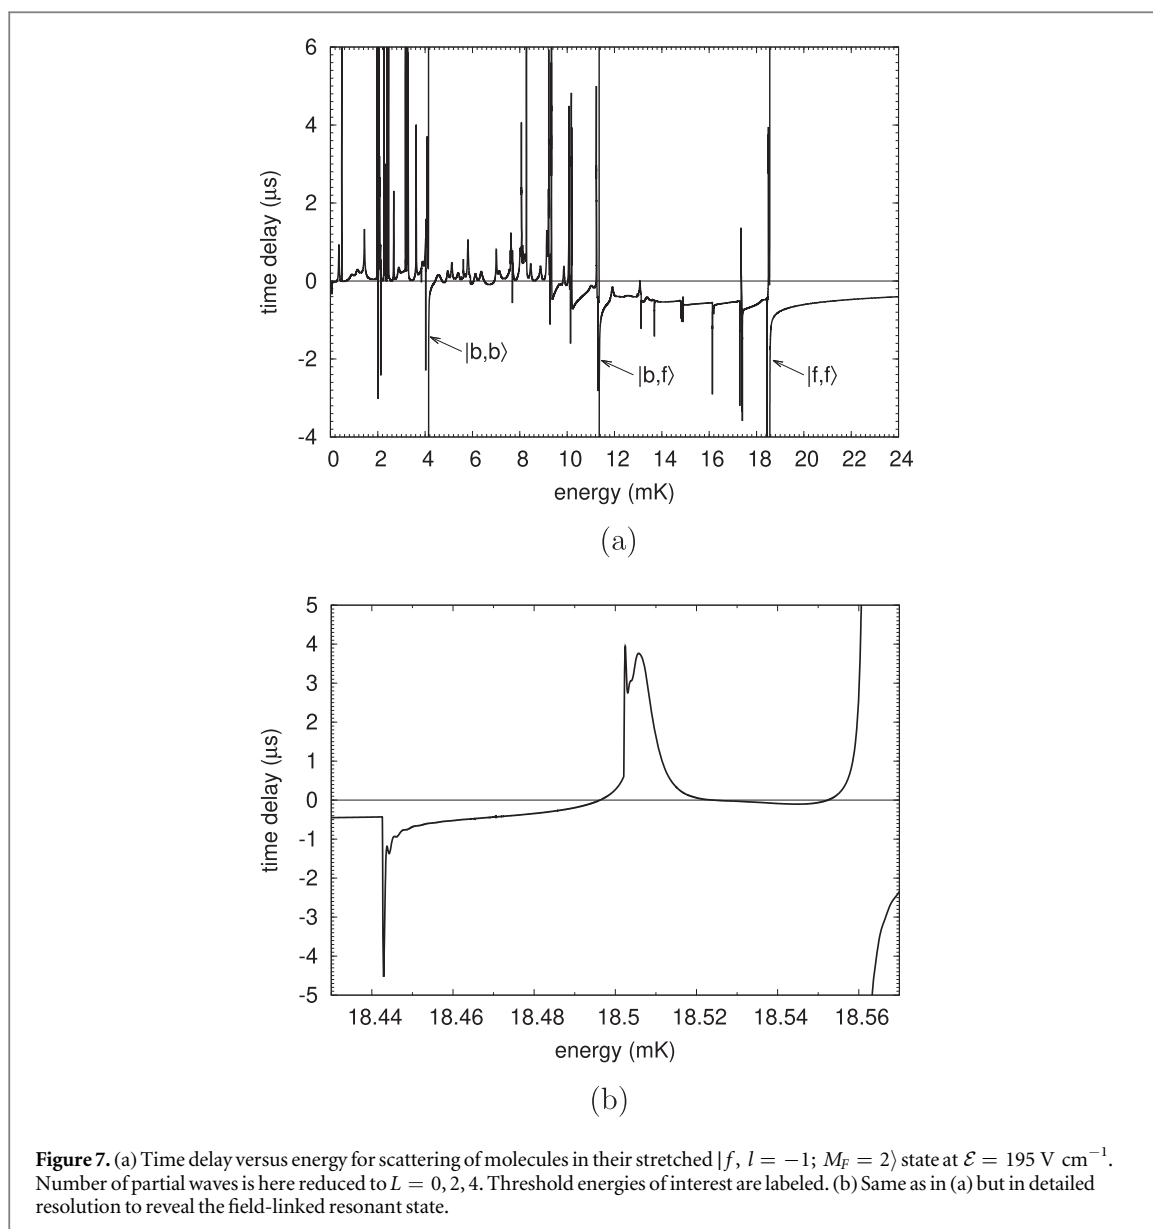 6
4
2
0
-2
-4
time delay (μs)
|b,b⟩
|b,f⟩
|f,f⟩
0 2 4 6 8 10 12 14 16 18 20 22 24
energy (mK)
(a)
5
4
3
2
1
0
-1
-2
-3
-4
-5
time delay (μs)
18.44 18.46 18.48 18.5 18.52 18.54 18.56
energy (mK)
(b)
Figure 7. (a) Time delay versus energy for scattering of molecules in their stretched |f, l = −1; M_F = 2⟩ state at ℰ = 195 V cm⁻¹.
Number of partial waves is here reduced to L = 0, 2, 4. Threshold energies of interest are labeled. (b) Same as in (a) but in detailed
resolution to reveal the field-linked resonant state.